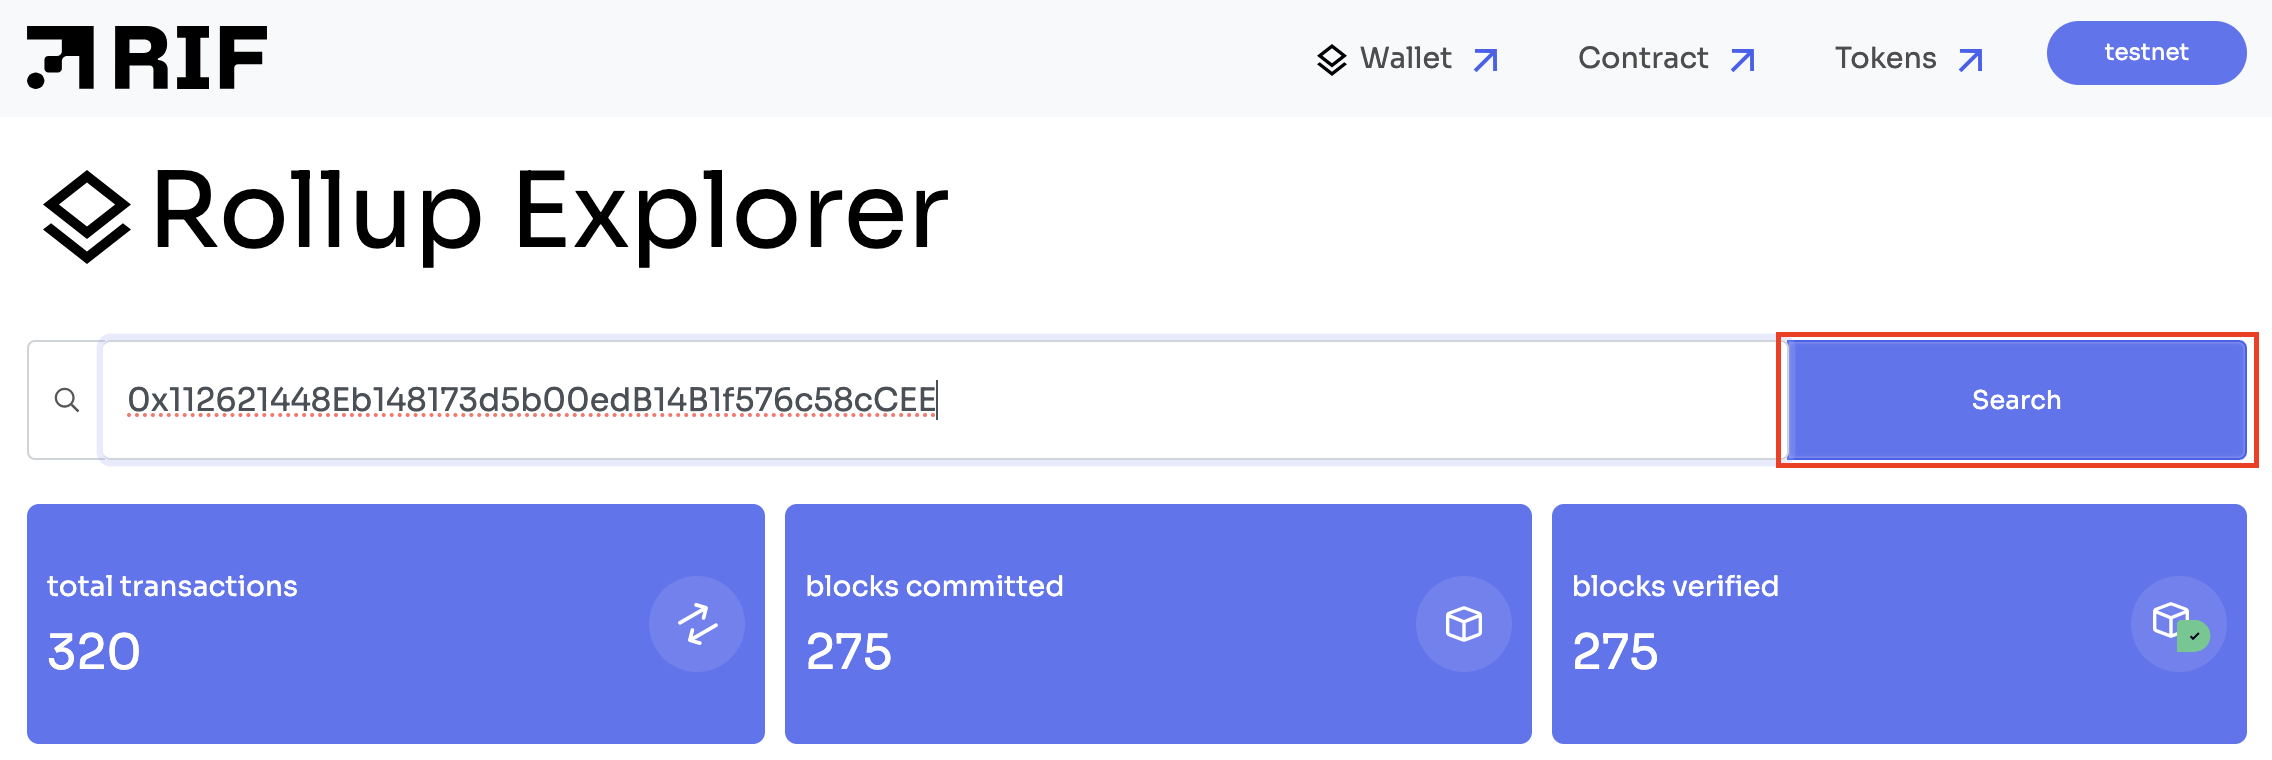 RIF
Wallet
Contract
Tokens
testnet
Rollup Explorer
0x112621448Eb148173d5b00edB14B1f576c58cCEE
Search
total transactions
320
blocks committed
275
blocks verified
275